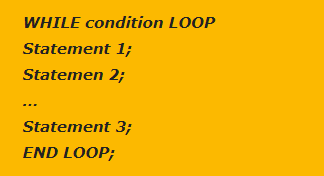 WHILE condition LOOP
Statement 1;
Statemen 2;
...
Statement 3;
END LOOP;